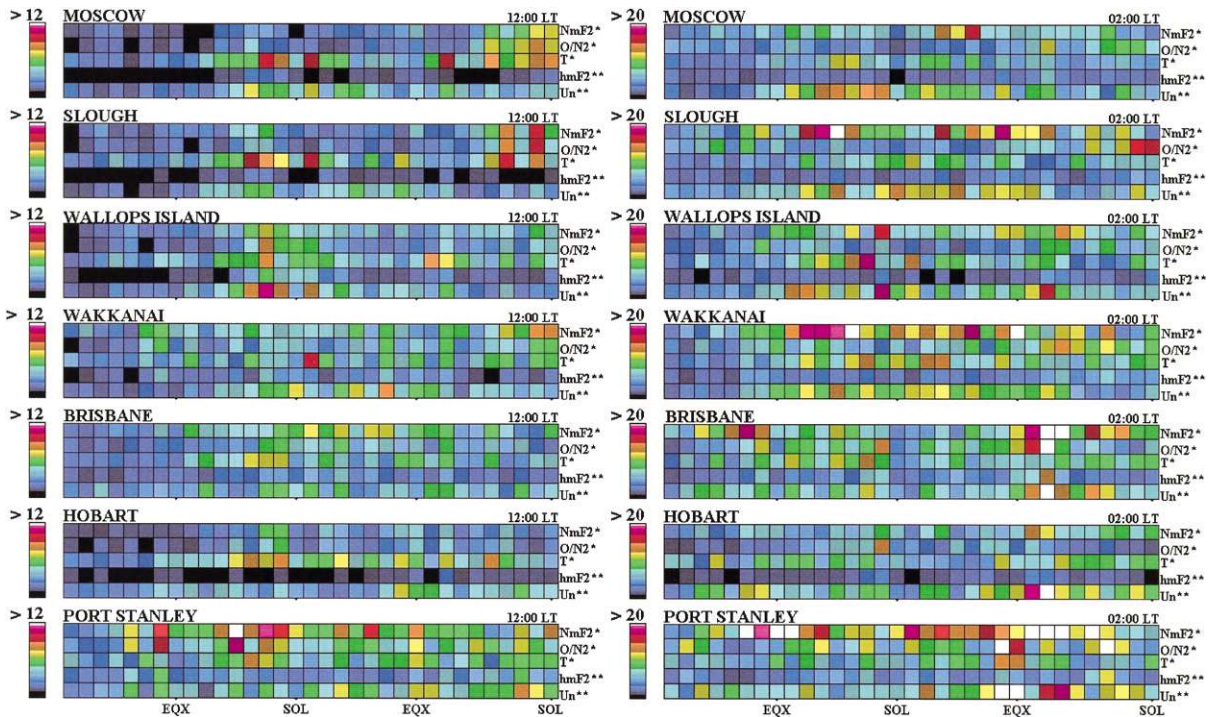 > 12 MOSCOW 12:00 LT
NmF2*
O/N2*
T*
hmF2**
Un**
> 12 SLOUGH 12:00 LT
NmF2*
O/N2*
T*
hmF2**
Un**
> 12 WALLOPS ISLAND 12:00 LT
NmF2*
O/N2*
T*
hmF2**
Un**
> 12 WAKKANAI 12:00 LT
NmF2*
O/N2*
T*
hmF2**
Un**
> 12 BRISBANE 12:00 LT
NmF2*
O/N2*
T*
hmF2**
Un**
> 12 HOBART 12:00 LT
NmF2*
O/N2*
T*
hmF2**
Un**
> 12 PORT STANLEY 12:00 LT
NmF2*
O/N2*
T*
hmF2**
Un**
EQX SOL EQX SOL
> 20 MOSCOW 02:00 LT
NmF2*
O/N2*
T*
hmF2**
Un**
> 20 SLOUGH 02:00 LT
NmF2*
O/N2*
T*
hmF2**
Un**
> 20 WALLOPS ISLAND 02:00 LT
NmF2*
O/N2*
T*
hmF2**
Un**
> 20 WAKKANAI 02:00 LT
NmF2*
O/N2*
T*
hmF2**
Un**
> 20 BRISBANE 02:00 LT
NmF2*
O/N2*
T*
hmF2**
Un**
> 20 HOBART 02:00 LT
NmF2*
O/N2*
T*
hmF2**
Un**
> 20 PORT STANLEY 02:00 LT
NmF2*
O/N2*
T*
hmF2**
Un**
EQX SOL EQX SOL